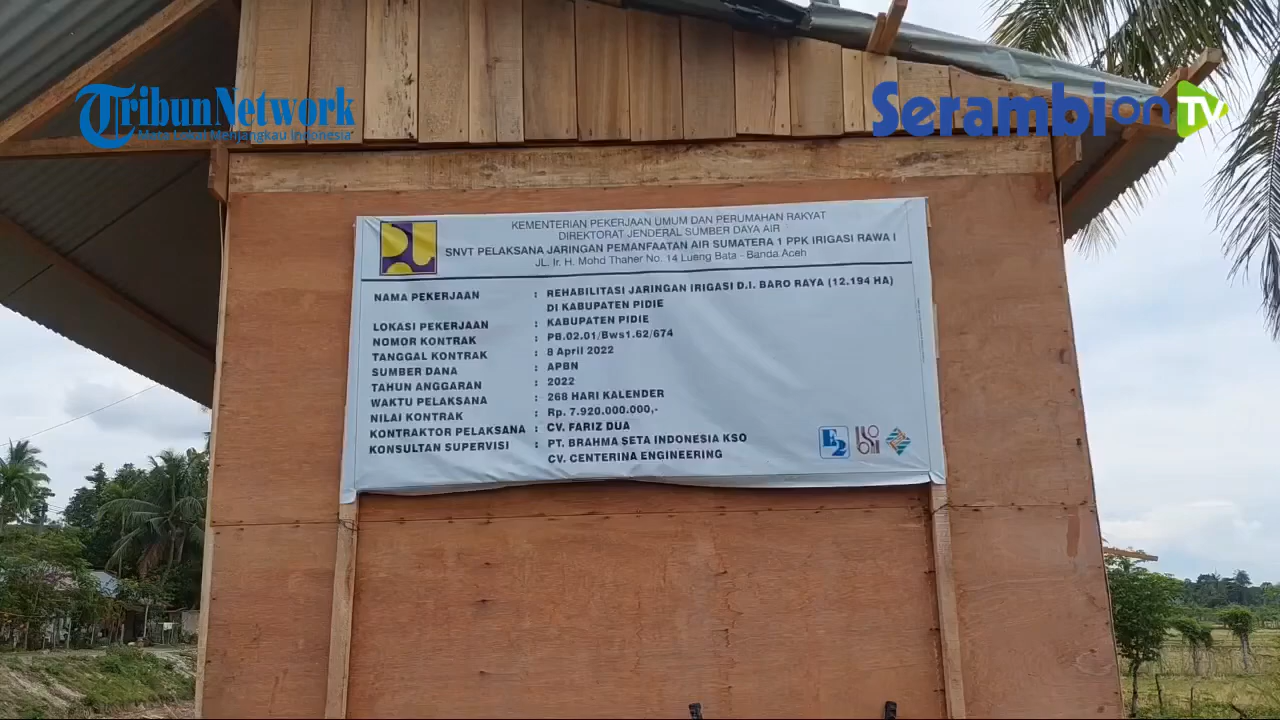 TribunNetwork
Mata Lokal Menjangkau Indonesia
Serambi on TV
KEMENTERIAN PEKERJAAN UMUM DAN PERUMAHAN RAKYAT
DIREKTORAT JENDERAL SUMBER DAYA AIR
SNVT PELAKSANA JARINGAN PEMANFAATAN AIR SUMATERA 1 PPK IRIGASI RAWA I
JL. Ir. H. Mohd Thaher No. 14 Lueng Bata - Banda Aceh
NAMA PEKERJAAN : REHABILITASI JARINGAN IRIGASI D.I. BARO RAYA (12.194 HA)
DI KABUPATEN PIDIE
LOKASI PEKERJAAN : KABUPATEN PIDIE
NOMOR KONTRAK : PB.02.01/Bws1.62/674
TANGGAL KONTRAK : 8 April 2022
SUMBER DANA : APBN
TAHUN ANGGARAN : 2022
WAKTU PELAKSANA : 268 HARI KALENDER
NILAI KONTRAK : Rp. 7.920.000.000,-
KONTRAKTOR PELAKSANA : CV. FARIZ DUA
KONSULTAN SUPERVISI : PT. BRAHMA SETA INDONESIA KSO
CV. CENTERINA ENGINEERING